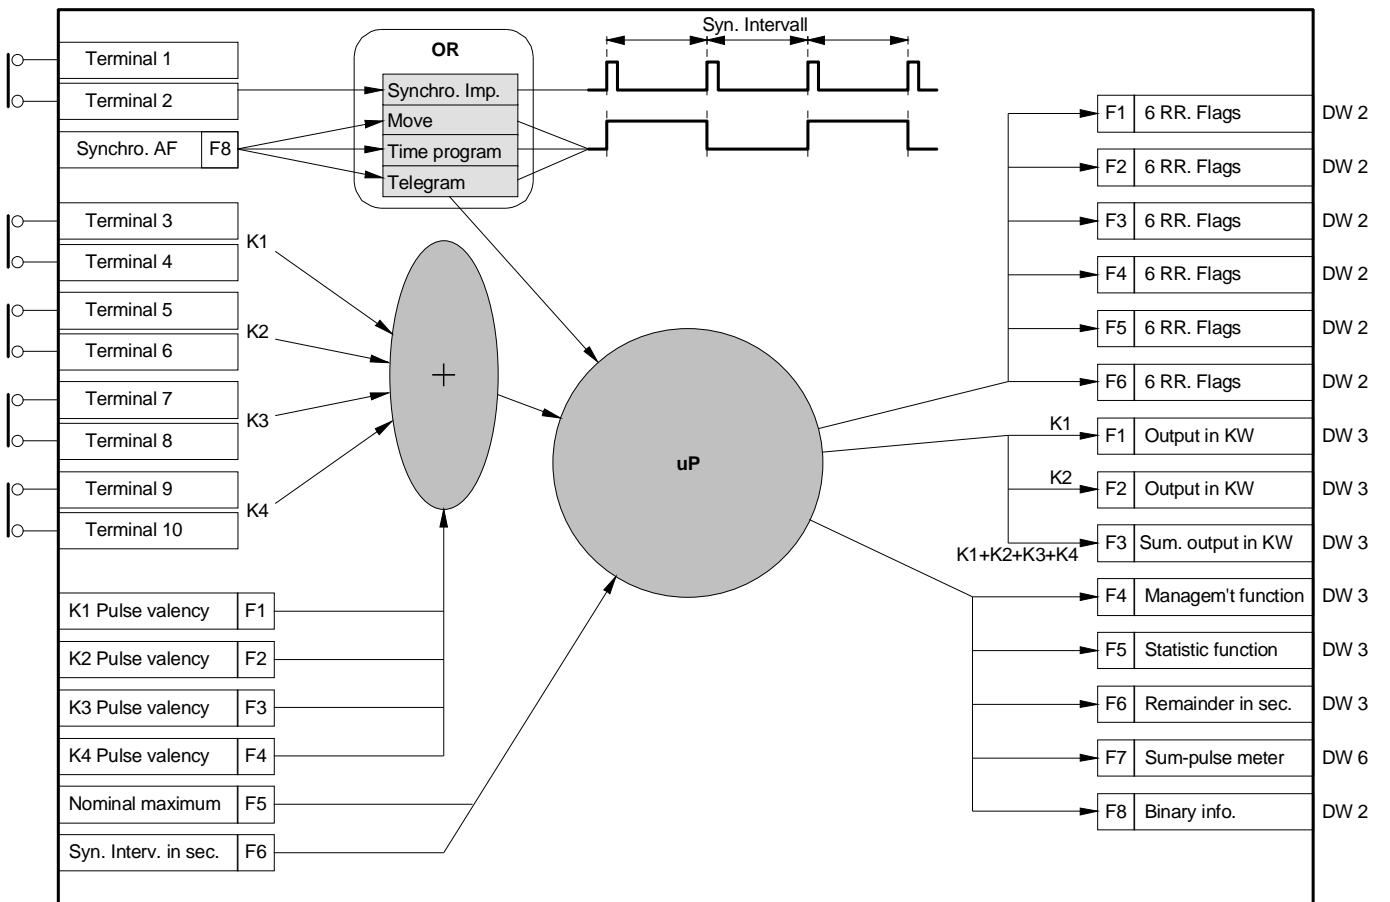 Syn. Intervall
OR
Terminal 1
Terminal 2
Synchro. AF F8
Synchro. Imp.
Move
Time program
Telegram
Terminal 3
Terminal 4
K1
Terminal 5
Terminal 6
K2
Terminal 7
Terminal 8
K3
Terminal 9
Terminal 10
K4
+
uP
K1 Pulse valency F1
K2 Pulse valency F2
K3 Pulse valency F3
K4 Pulse valency F4
Nominal maximum F5
Syn. Interv. in sec. F6
F1 6 RR. Flags DW 2
F2 6 RR. Flags DW 2
F3 6 RR. Flags DW 2
F4 6 RR. Flags DW 2
F5 6 RR. Flags DW 2
F6 6 RR. Flags DW 2
K1 F1 Output in KW DW 3
K2 F2 Output in KW DW 3
K1+K2+K3+K4 F3 Sum. output in KW DW 3
F4 Managem't function DW 3
F5 Statistic function DW 3
F6 Remainder in sec. DW 3
F7 Sum-pulse meter DW 6
F8 Binary info. DW 2